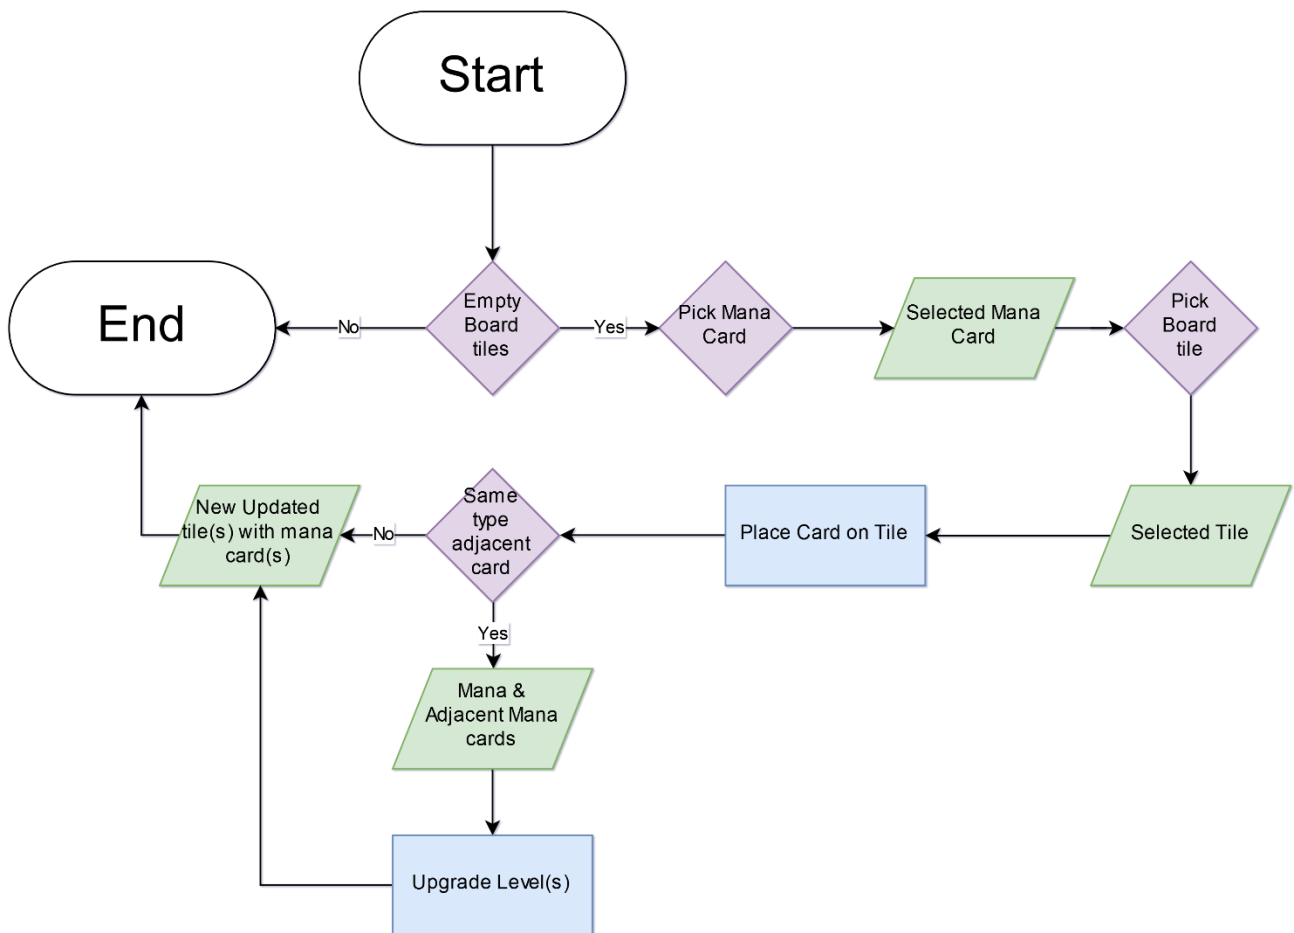 Start
End
No
Empty
Board
tiles
Yes
Pick Mana
Card
Selected Mana
Card
Pick
Board
tile
New Updated
tile(s) with mana
card(s)
No
Same
type
adjacent
card
Place Card on Tile
Selected Tile
Yes
Mana &
Adjacent Mana
cards
Upgrade Level(s)